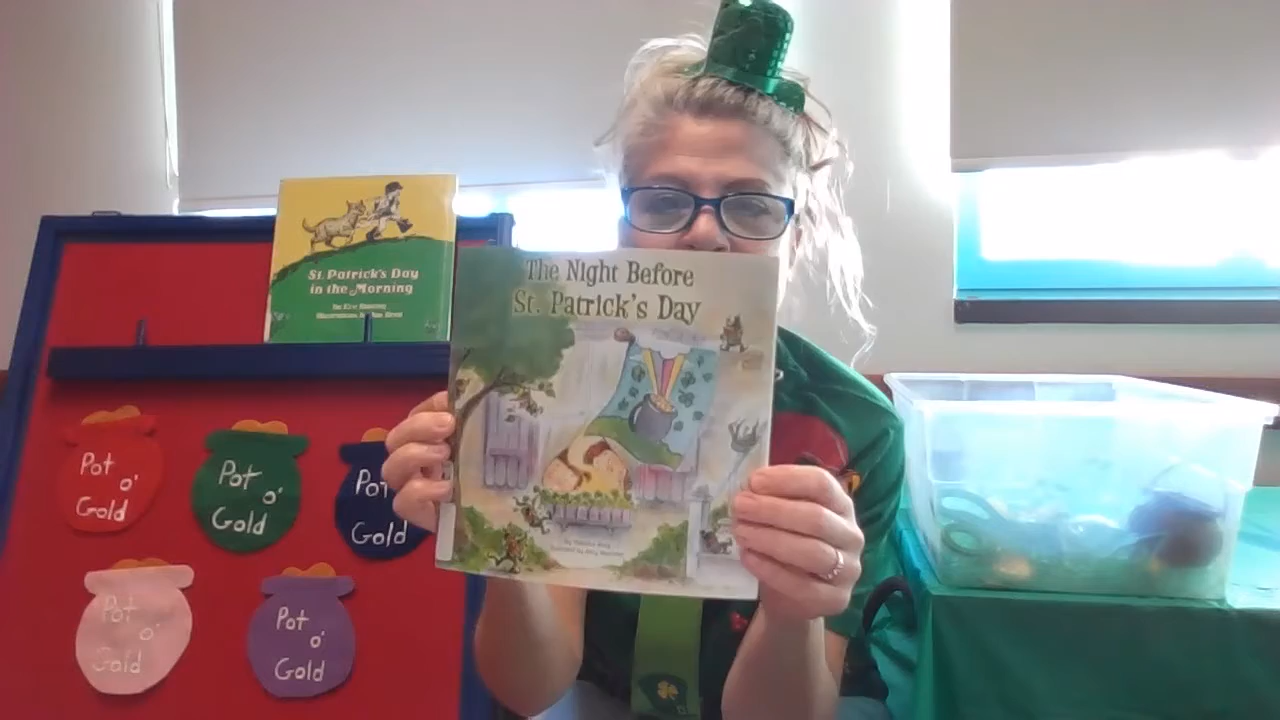 St. Patrick's Day
in the Morning
The Night Before
St. Patrick's Day
Pot
o'
Gold
Pot
o'
Gold
Pot
Gold
Pot
o'
Gold
Pot
o'
Gold